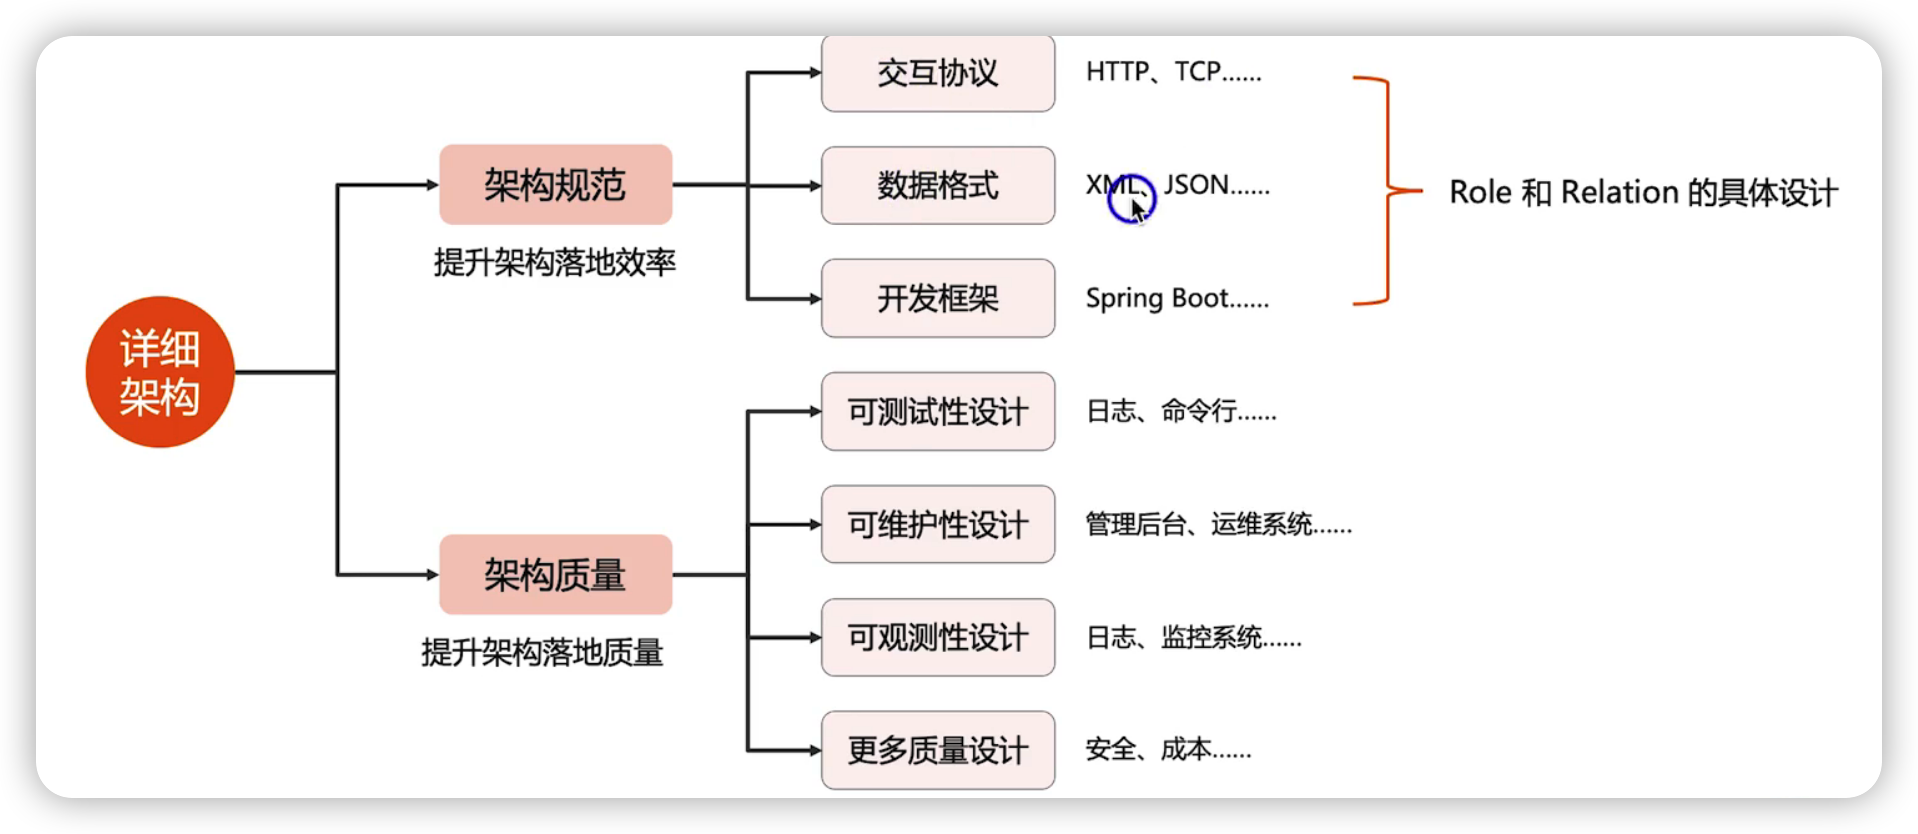 详细
架构
架构规范
提升架构落地效率
交互协议
HTTP、TCP......
数据格式
XML、JSON......
开发框架
Spring Boot......
Role 和 Relation 的具体设计
架构质量
提升架构落地质量
可测试性设计
日志、命令行......
可维护性设计
管理后台、运维系统......
可观测性设计
日志、监控系统......
更多质量设计
安全、成本......